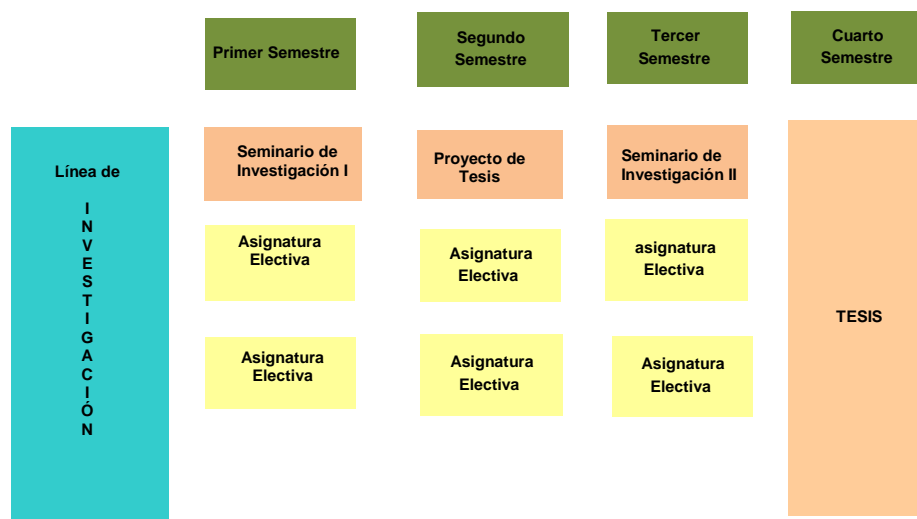 Primer Semestre
Segundo
Semestre
Tercer
Semestre
Cuarto
Semestre
Línea de
I
N
V
E
S
T
I
G
A
C
I
Ó
N
Seminario de
Investigación I
Proyecto de
Tesis
Seminario de
Investigación II
Asignatura
Electiva
Asignatura
Electiva
asignatura
Electiva
TESIS
Asignatura
Electiva
Asignatura
Electiva
Asignatura
Electiva